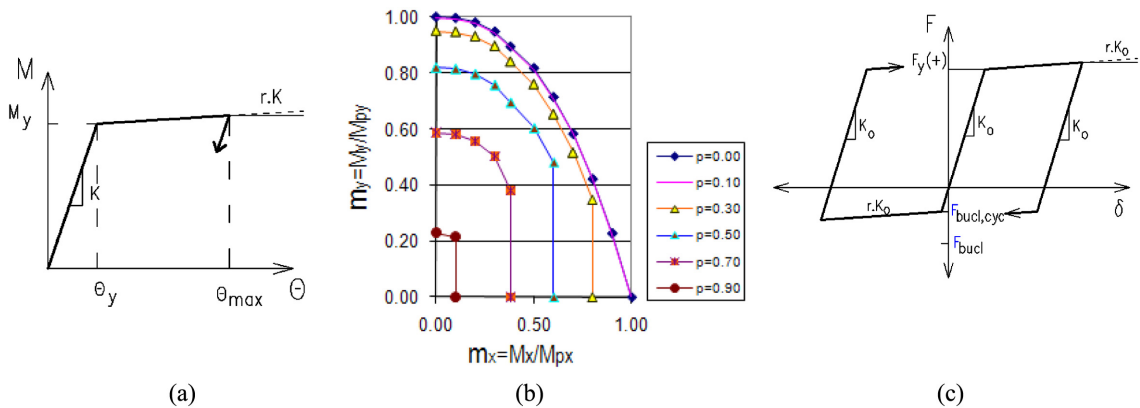 M
r.K
My
K
θy
θmax
Θ
(a)
1.00
0.80
0.60
0.40
0.20
0.00
my=My/Mpy
0.00
0.50
1.00
mx=Mx/Mpx
p=0.00
p=0.10
p=0.30
p=0.50
p=0.70
p=0.90
(b)
F
r.Ko
Fy(+)
Ko
Ko
Ko
r.Ko
Fbucl,cyc
δ
Fbucl
(c)